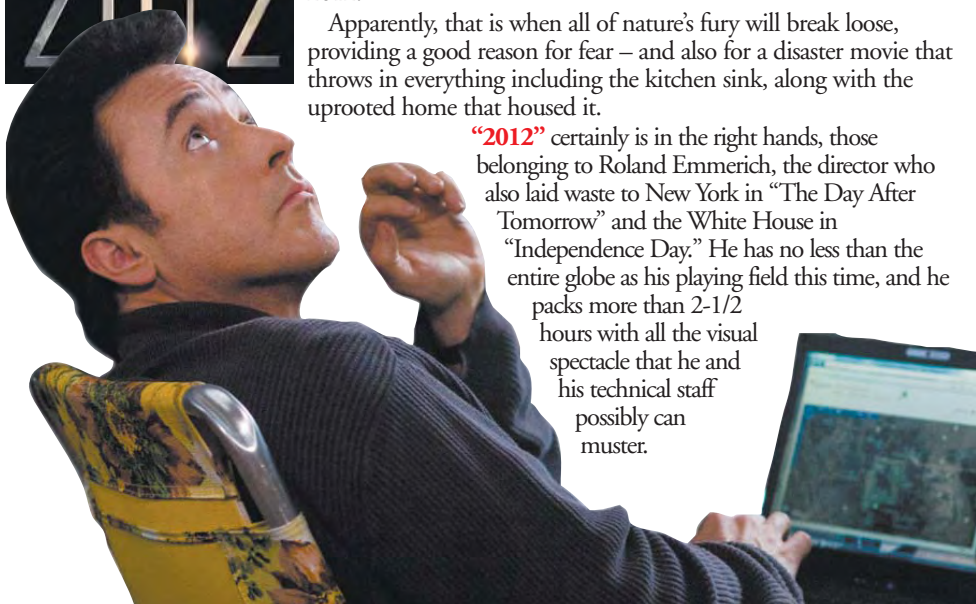 2012
Apparently, that is when all of nature's fury will break loose,
providing a good reason for fear – and also for a disaster movie that
throws in everything including the kitchen sink, along with the
uprooted home that housed it.
“2012” certainly is in the right hands, those
belonging to Roland Emmerich, the director who
also laid waste to New York in “The Day After
Tomorrow” and the White House in
“Independence Day.” He has no less than the
entire globe as his playing field this time, and he
packs more than 2-1/2
hours with all the visual
spectacle that he and
his technical staff
possibly can
muster.